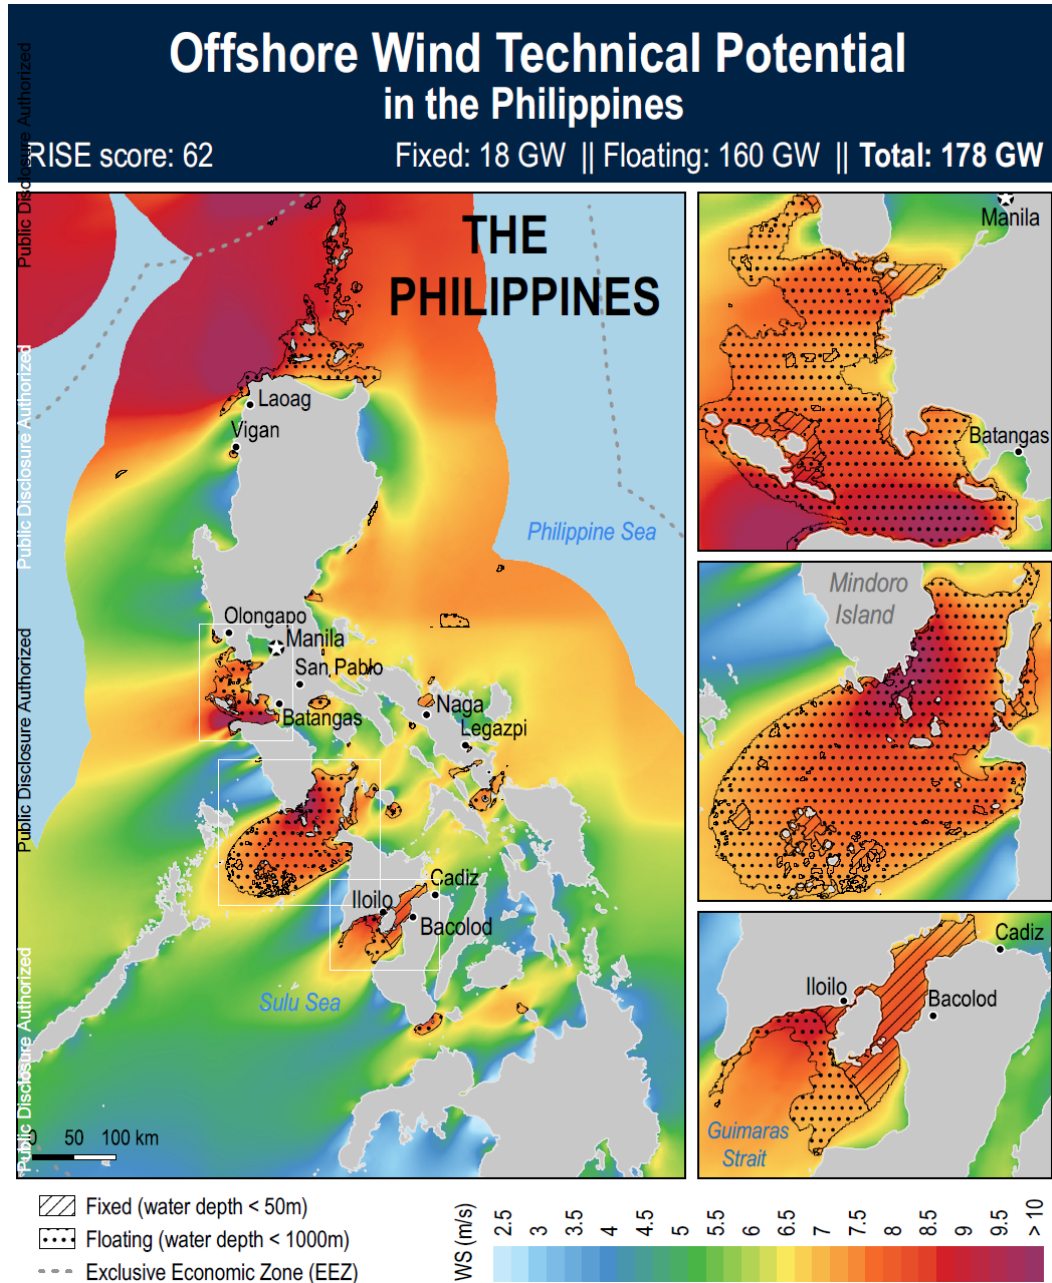 Offshore Wind Technical Potential
in the Philippines
RISE score: 62
Fixed: 18 GW || Floating: 160 GW || Total: 178 GW
Public Disclosure Authorized
Public Disclosure Authorized
Public Disclosure Authorized
Public Disclosure Authorized
THE
PHILIPPINES
Laoag
Vigan
Philippine Sea
Olongapo
Manila
San Pablo
Batangas
Naga
Legazpi
Cadiz
Iloilo
Bacolod
Sulu Sea
0 50 100 km
Manila
Batangas
Mindoro
Island
Cadiz
Iloilo
Bacolod
Guimaras
Strait
Fixed (water depth < 50m)
Floating (water depth < 1000m)
Exclusive Economic Zone (EEZ)
WS (m/s)
2.5 3 3.5 4 4.5 5 5.5 6 6.5 7 7.5 8 8.5 9 9.5 > 10